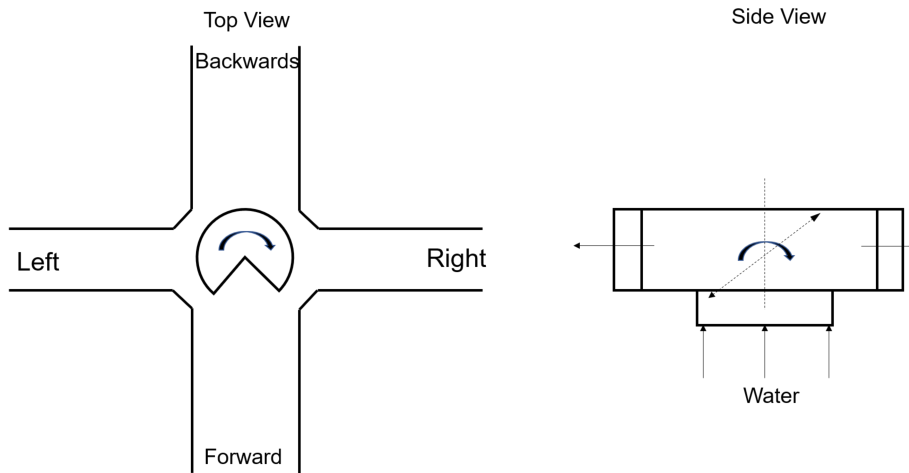 Top View
Side View
Backwards
Left
Right
Water
Forward